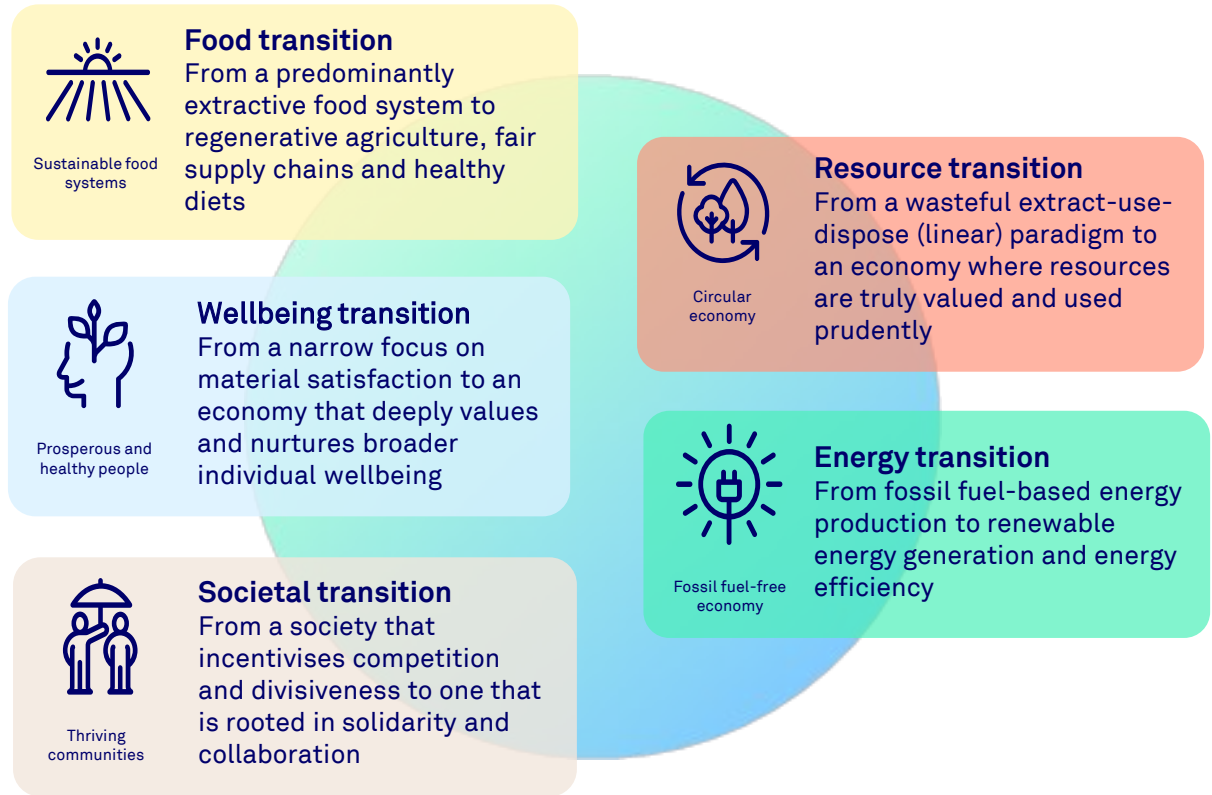 Food transition
From a predominantly
extractive food system to
regenerative agriculture, fair
supply chains and healthy
diets
Sustainable food
systems
Wellbeing transition
From a narrow focus on
material satisfaction to an
economy that deeply values
and nurtures broader
individual wellbeing
Prosperous and
healthy people
Societal transition
From a society that
incentivises competition
and divisiveness to one that
is rooted in solidarity and
collaboration
Thriving
communities
Resource transition
From a wasteful extract-use-
dispose (linear) paradigm to
an economy where resources
are truly valued and used
prudently
Circular
economy
Energy transition
From fossil fuel-based energy
production to renewable
energy generation and energy
efficiency
Fossil fuel-free
economy